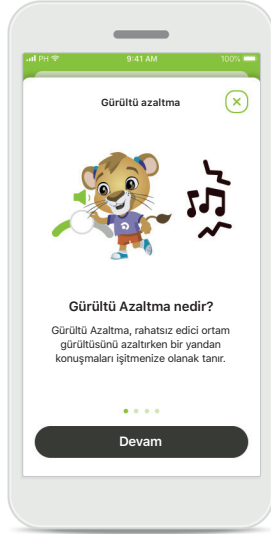 PH 9:41 AM 100%
Gürültü azaltma
Gürültü Azaltma nedir?
Gürültü Azaltma, rahatsız edici ortam
gürültüsünü azaltırken bir yandan
konuşmaları işitmenize olanak tanır.
Devam